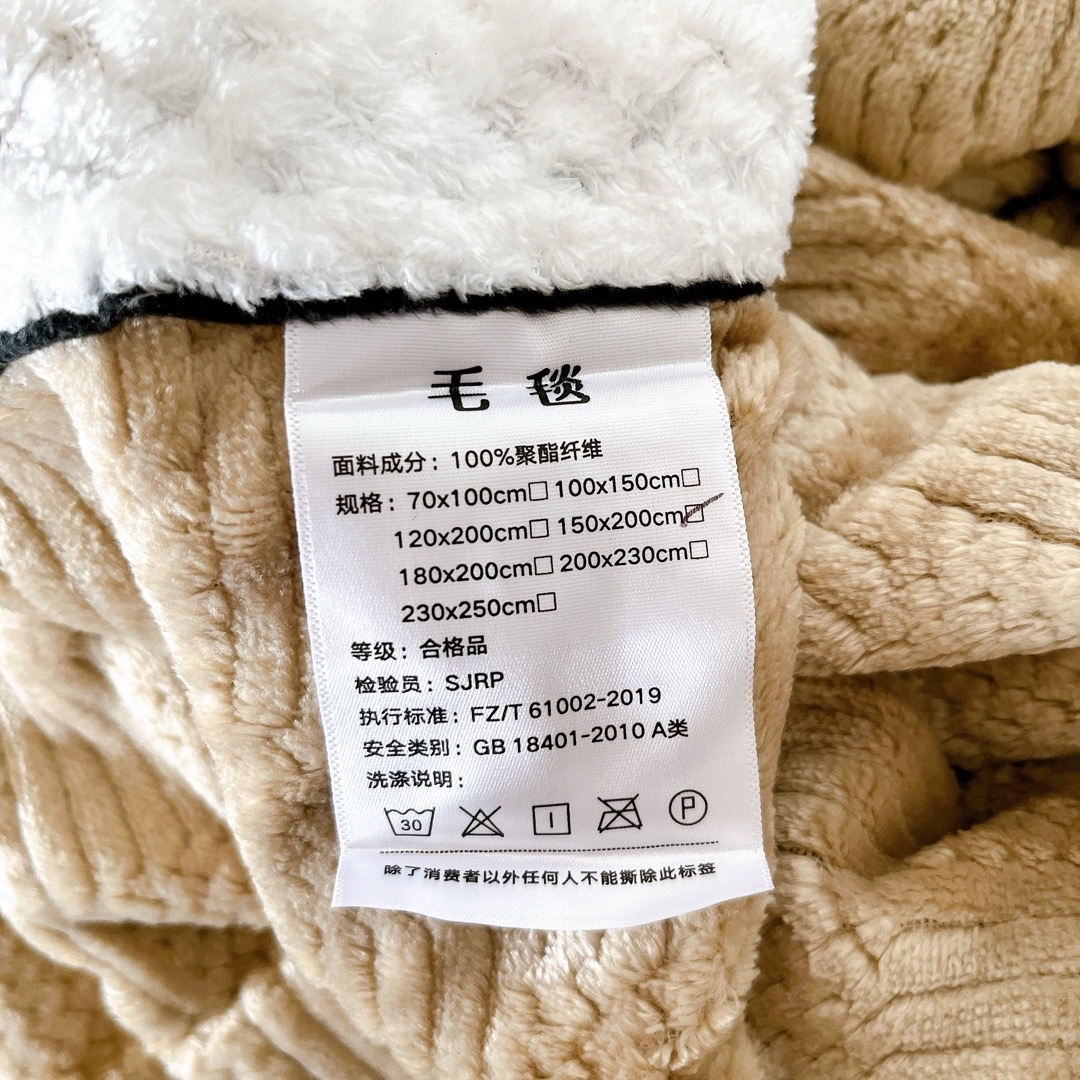 毛毯
面料成分：100%聚酯纤维
规格：70x100cm□ 100x150cm□
120x200cm□ 150x200cm☑
180x200cm□ 200x230cm□
230x250cm□
等级：合格品
检验员：SJRP
执行标准：FZ/T 61002-2019
安全类别：GB 18401-2010 A类
洗涤说明：
30 P
除了消费者以外任何人不能撕除此标签